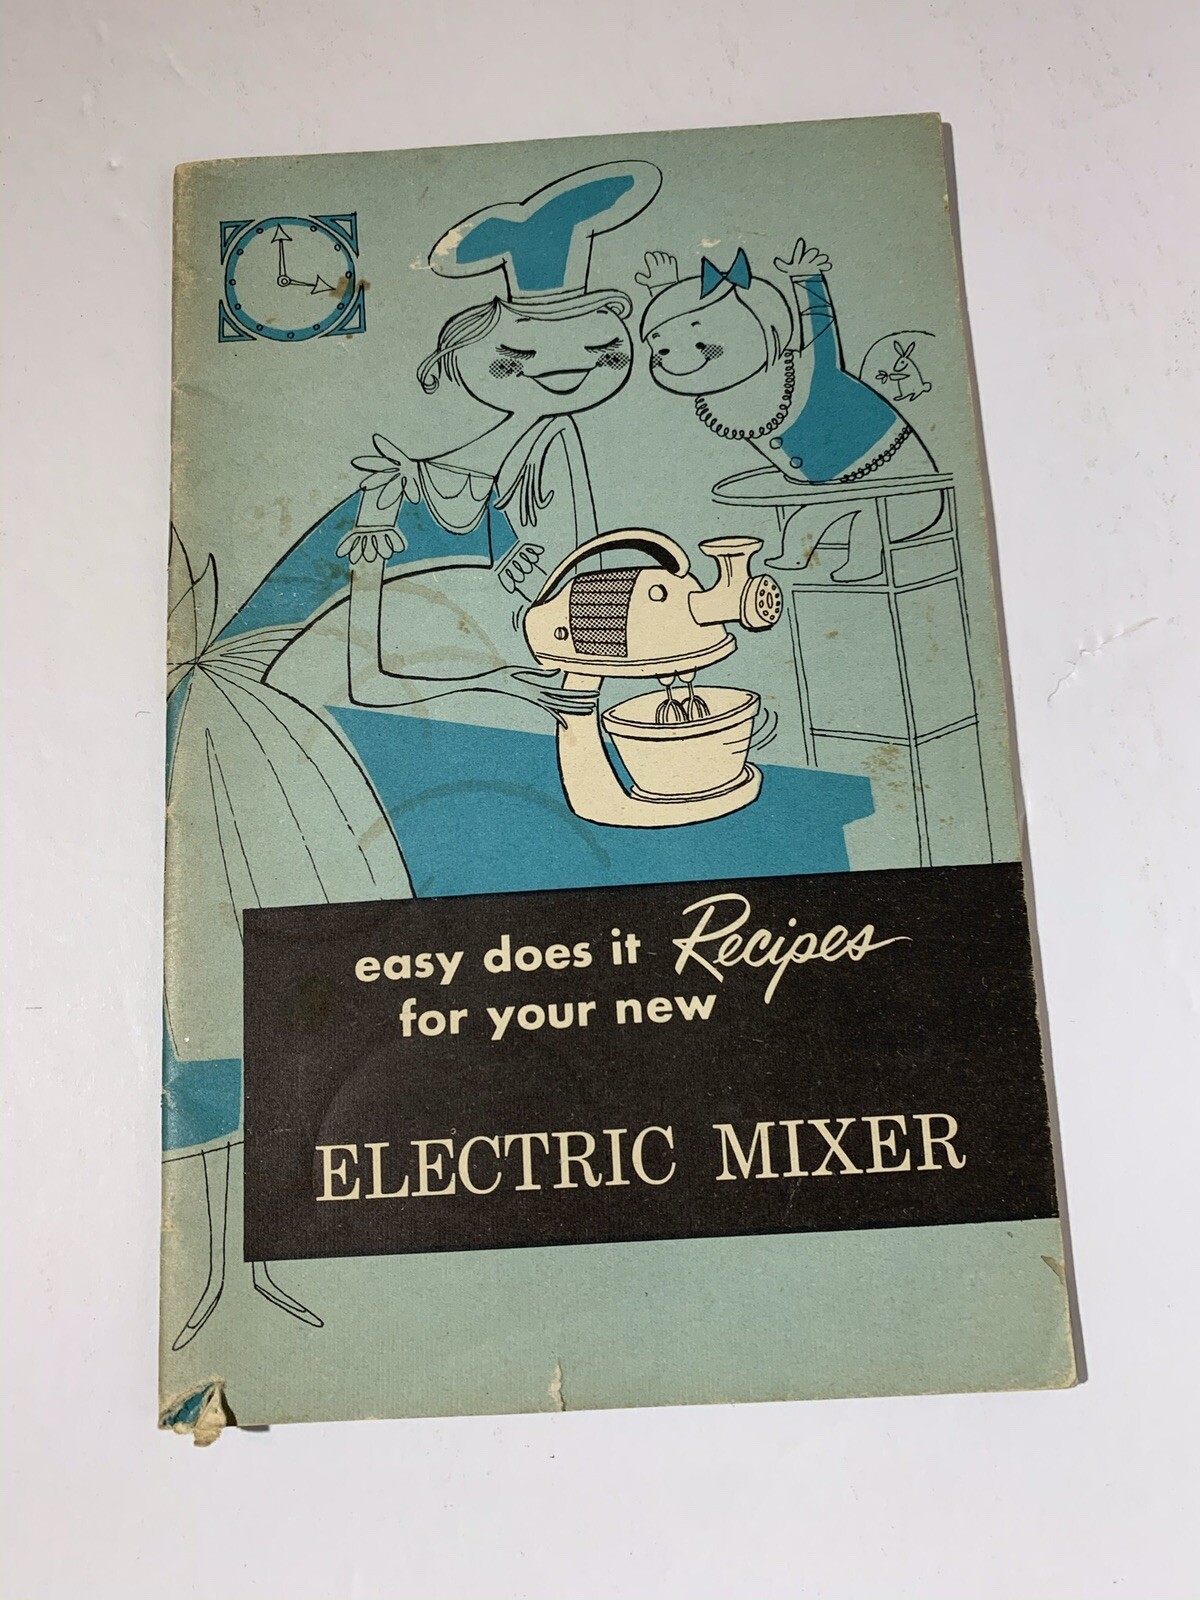 easy does it Recipes
for your new
ELECTRIC MIXER